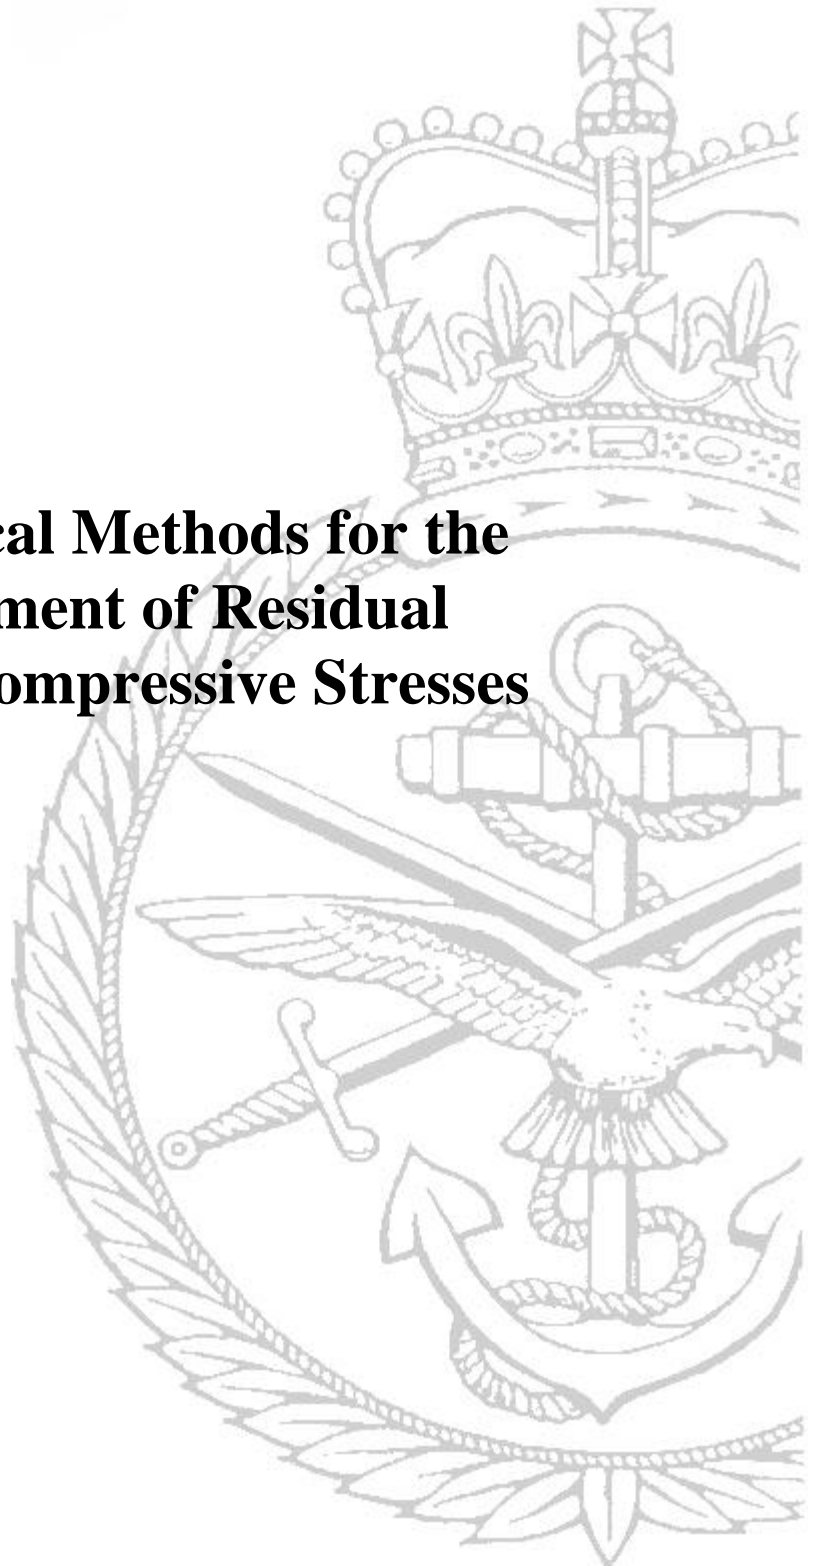 cal Methods for the
ment of Residual
ompressive Stresses